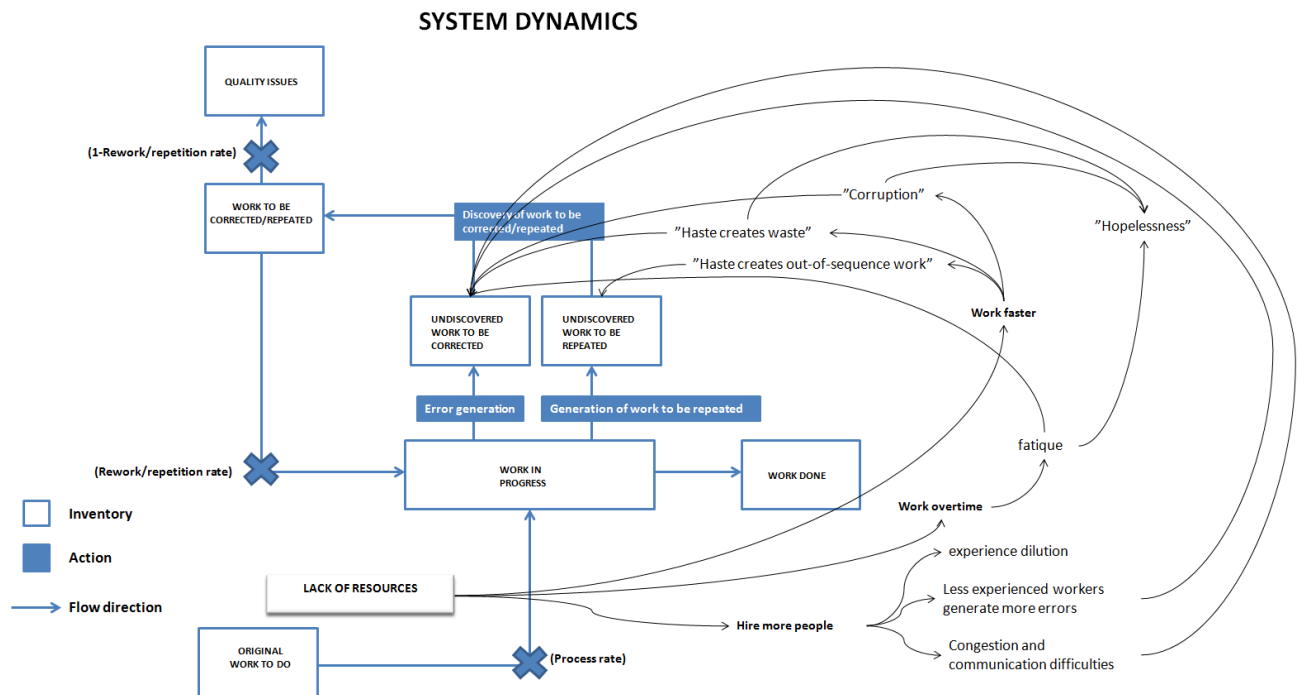 SYSTEM DYNAMICS
QUALITY ISSUES
(1-Rework/repetition rate)
WORK TO BE
CORRECTED/REPEATED
Discovery of work to be
corrected/repeated
”Corruption”
”Haste creates waste”
”Hopelessness”
”Haste creates out-of-sequence work”
UNDISCOVERED
WORK TO BE
CORRECTED
UNDISCOVERED
WORK TO BE
REPEATED
Work faster
Error generation
Generation of work to be repeated
fatique
(Rework/repetition rate)
WORK IN
PROGRESS
WORK DONE
Inventory
Work overtime
Action
experience dilution
Flow direction
LACK OF RESOURCES
Less experienced workers
generate more errors
Hire more people
Congestion and
communication difficulties
ORIGINAL
WORK TO DO
(Process rate)